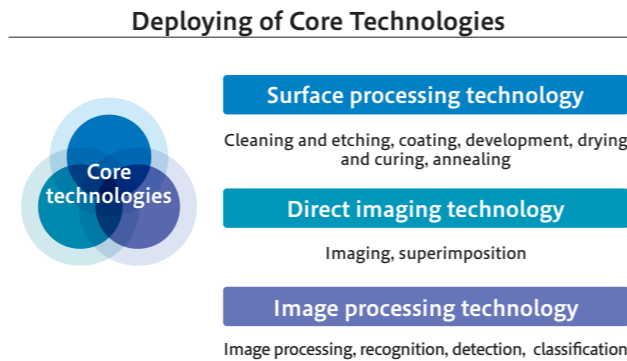 Deploying of Core Technologies
Core
technologies
Surface processing technology
Cleaning and etching, coating, development, drying
and curing, annealing
Direct imaging technology
Imaging, superimposition
Image processing technology
Image processing, recognition, detection, classification